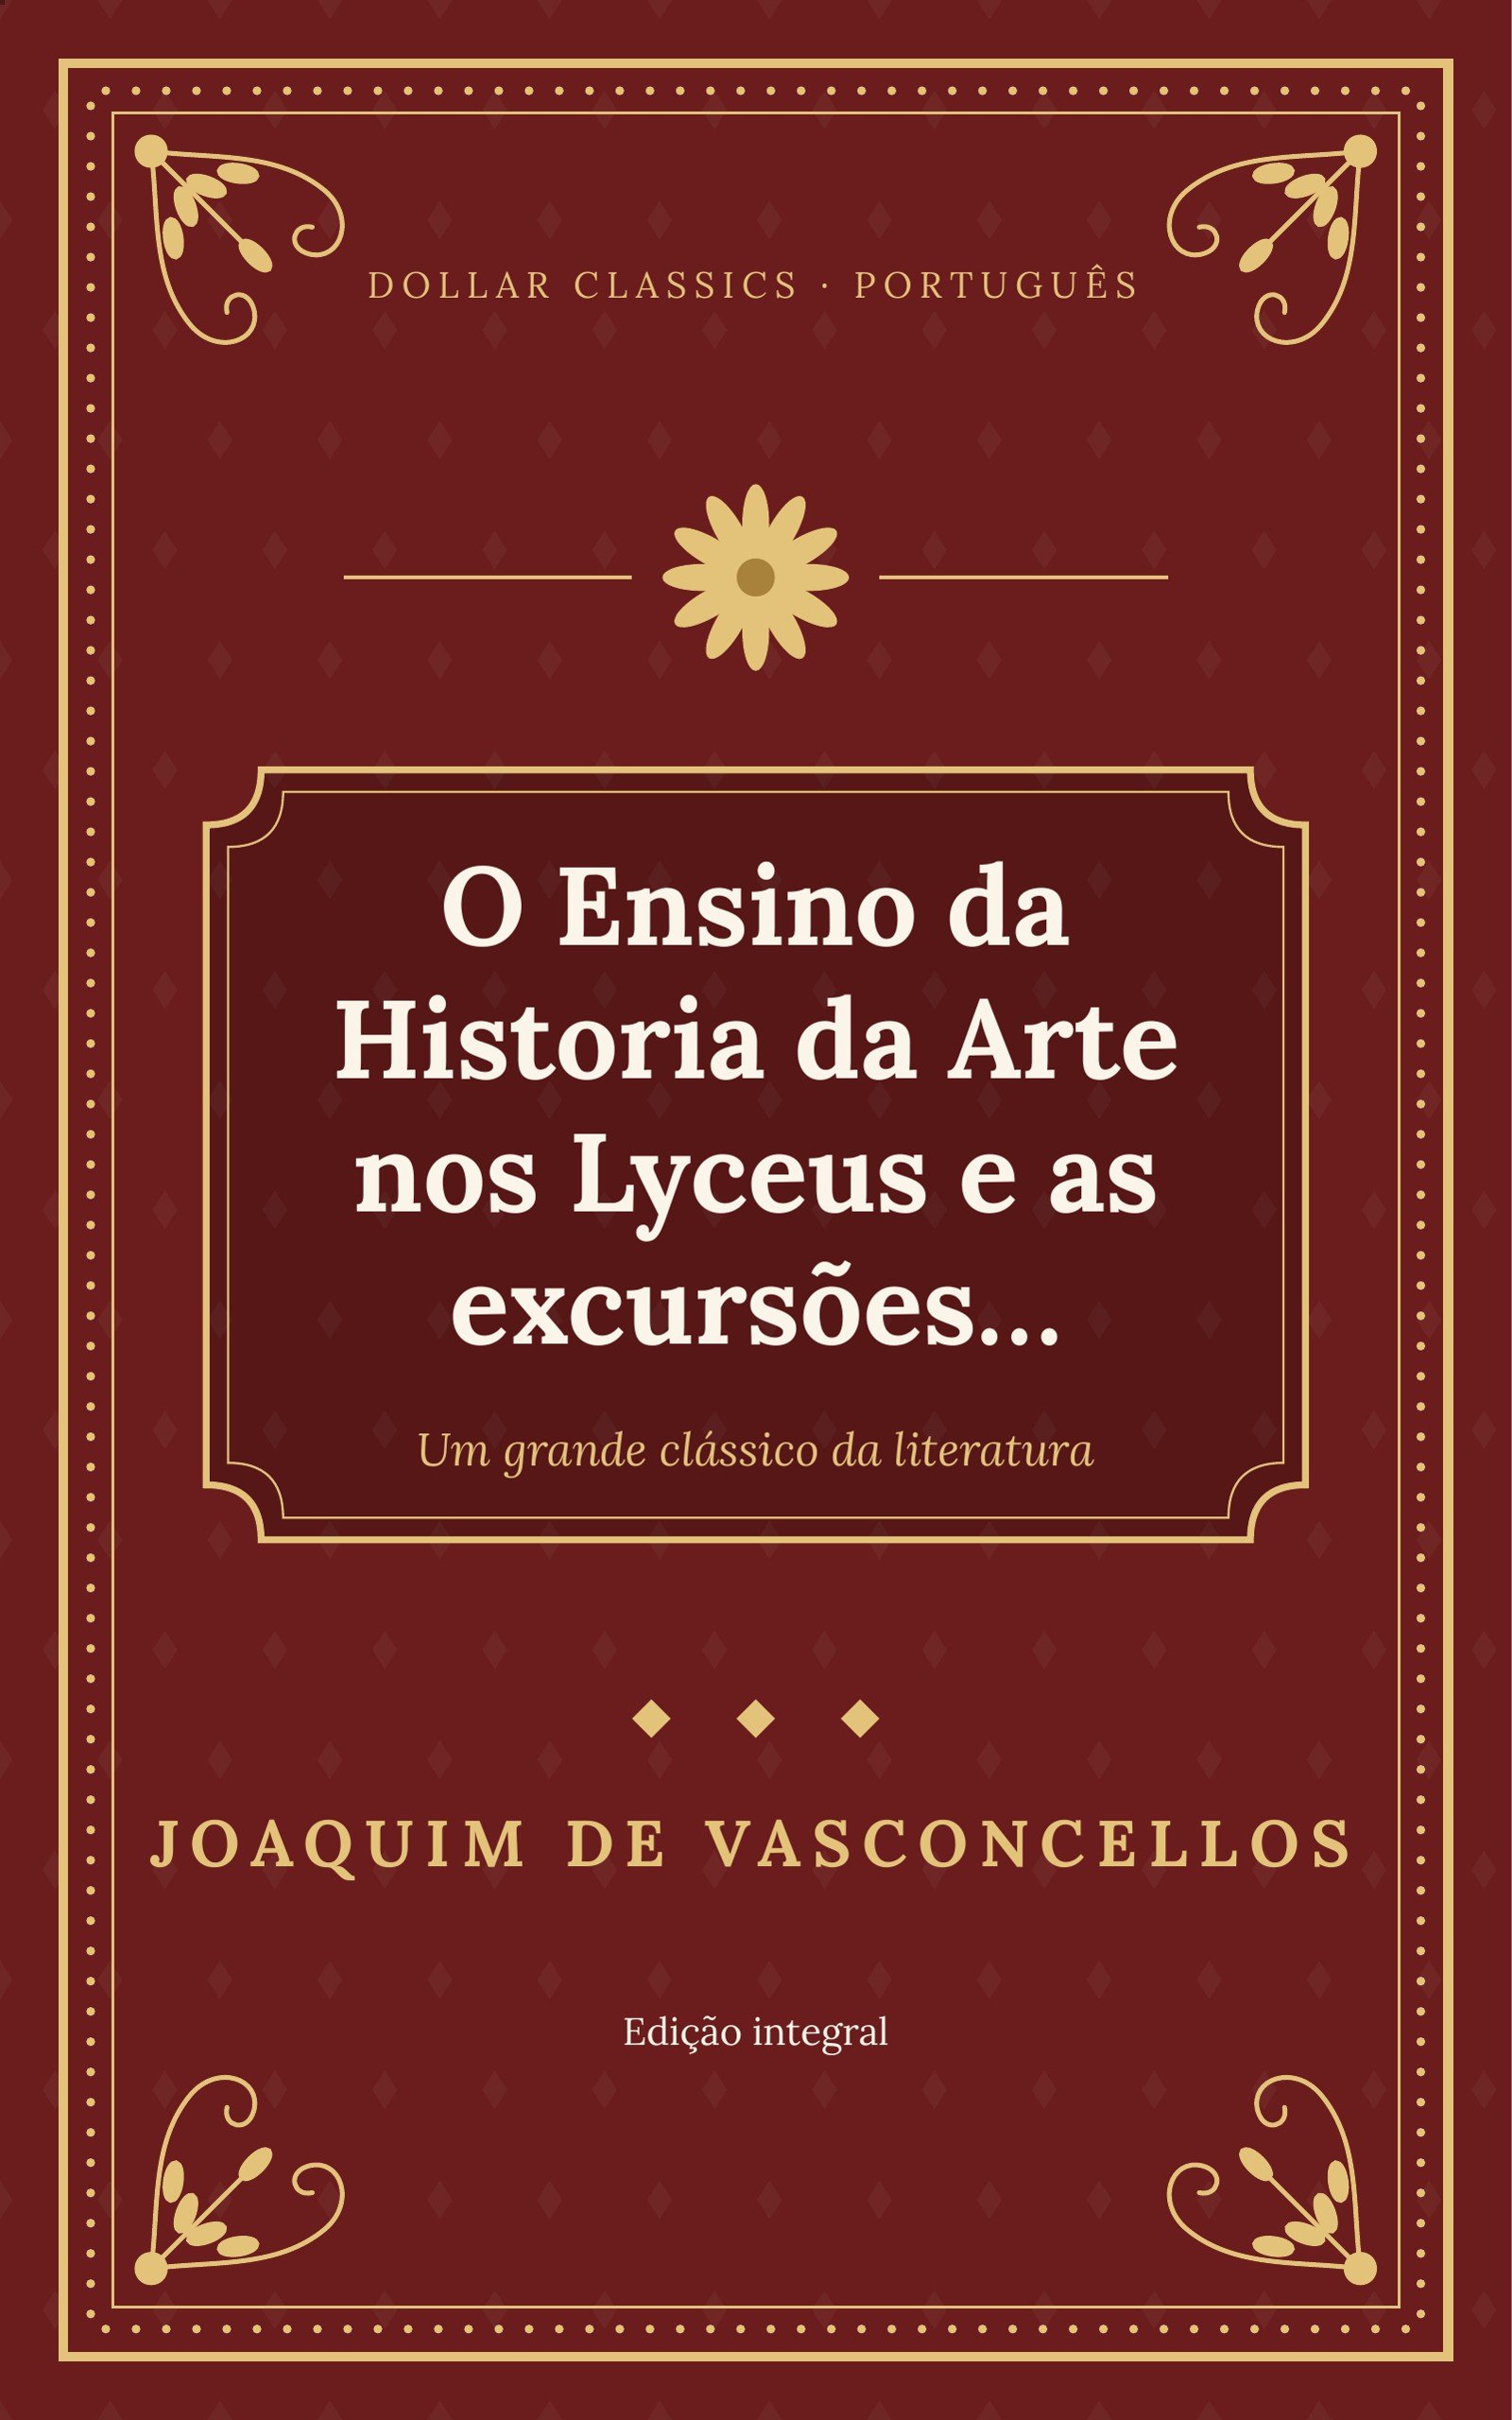 DOLLAR CLASSICS · PORTUGUÊS
O Ensino da
Historia da Arte
nos Lyceus e as
excursões...
Um grande clássico da literatura
JOAQUIM DE VASCONCELLOS
Edição integral